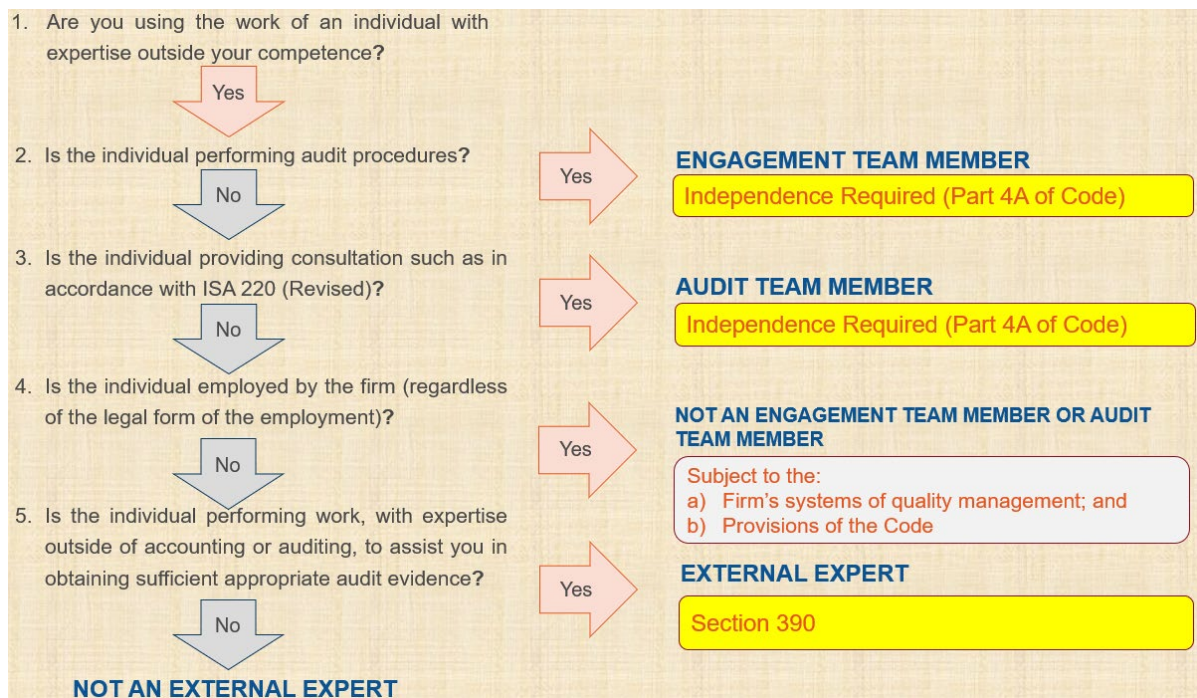 1. Are you using the work of an individual with
expertise outside your competence?
Yes
2. Is the individual performing audit procedures?
Yes
ENGAGEMENT TEAM MEMBER
Independence Required (Part 4A of Code)
No
3. Is the individual providing consultation such as in
accordance with ISA 220 (Revised)?
Yes
AUDIT TEAM MEMBER
Independence Required (Part 4A of Code)
No
4. Is the individual employed by the firm (regardless
of the legal form of the employment)?
Yes
NOT AN ENGAGEMENT TEAM MEMBER OR AUDIT
TEAM MEMBER
Subject to the:
a) Firm's systems of quality management; and
b) Provisions of the Code
No
5. Is the individual performing work, with expertise
outside of accounting or auditing, to assist you in
obtaining sufficient appropriate audit evidence?
Yes
EXTERNAL EXPERT
Section 390
No
NOT AN EXTERNAL EXPERT